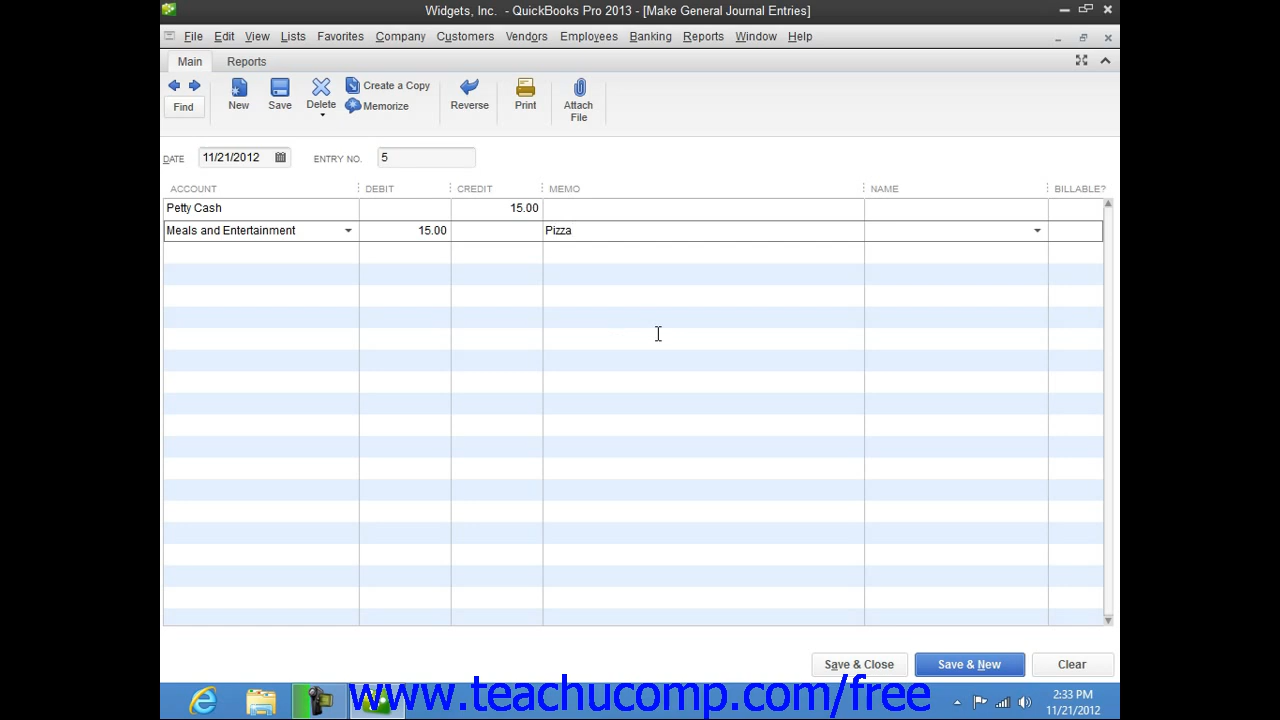 Widgets, Inc. - QuickBooks Pro 2013 - [Make General Journal Entries]
File Edit View Lists Favorites Company Customers Vendors Employees Banking Reports Window Help
Main Reports
Find New Save Delete Create a Copy Memorize Reverse Print Attach File
DATE 11/21/2012 ENTRY NO. 5
ACCOUNT DEBIT CREDIT MEMO NAME BILLABLE?
Petty Cash 15.00
Meals and Entertainment 15.00 Pizza
Save & Close Save & New Clear
www.teachucomp.com/free
2:33 PM
11/21/2012